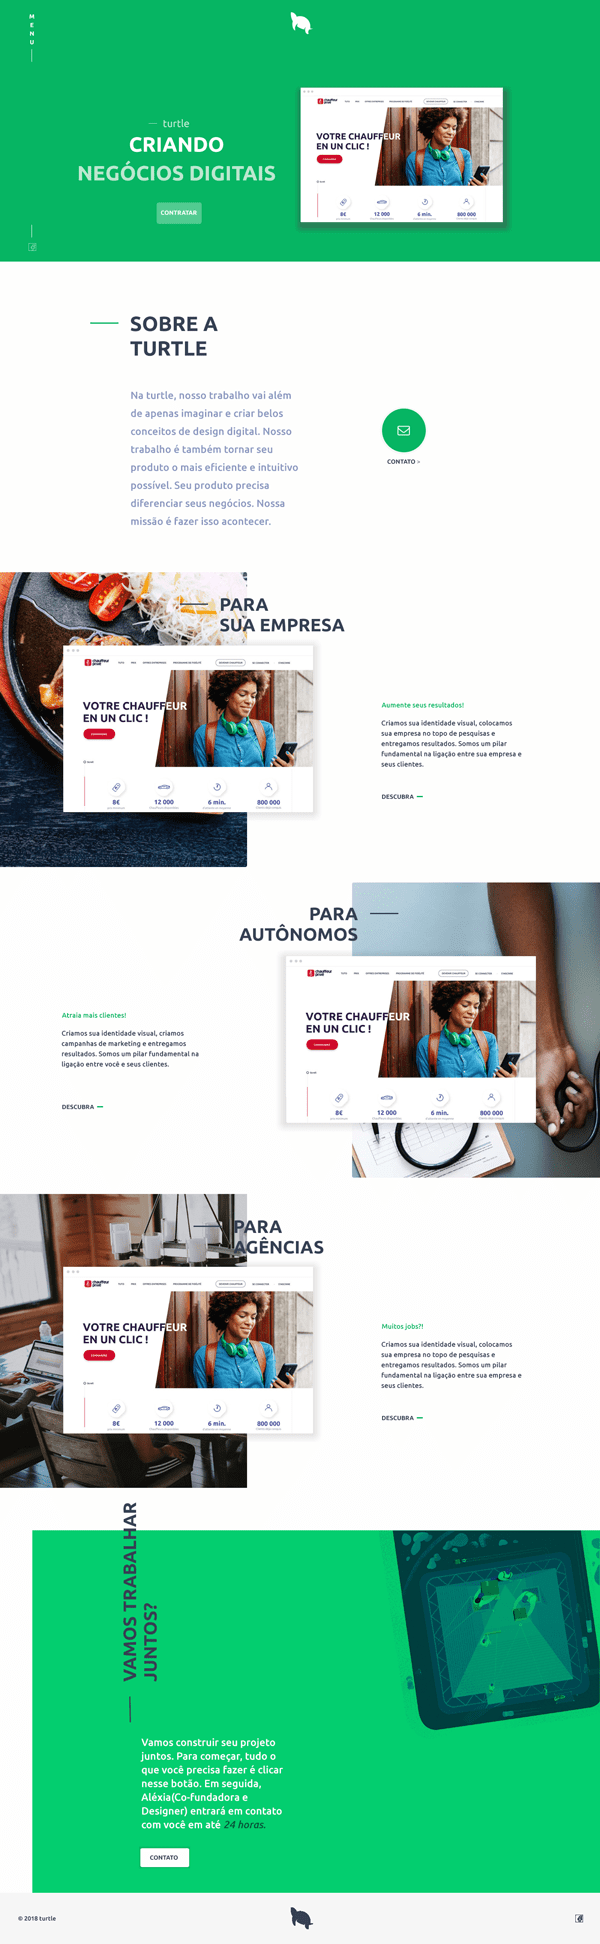 MENU
turtle
CRIANDO
NEGÓCIOS DIGITAIS
CONTRATAR
chauffeur
privé
VOTRE CHAUFFEUR
EN UN CLIC !
8€
12 000
6 min.
800 000
SOBRE A
TURTLE
Na turtle, nosso trabalho vai além
de apenas imaginar e criar belos
conceitos de design digital. Nosso
trabalho é também tornar seu
produto o mais eficiente e intuitivo
possível. Seu produto precisa
diferenciar seus negócios. Nossa
missão é fazer isso acontecer.
CONTATO
PARA
SUA EMPRESA
chauffeur
privé
VOTRE CHAUFFEUR
EN UN CLIC !
8€
12 000
6 min.
800 000
Aumente seus resultados!
Criamos sua identidade visual, colocamos
sua empresa no topo de pesquisas e
entregamos resultados. Somos um pilar
fundamental na ligação entre sua empresa e
seus clientes.
DESCUBRA
PARA
AUTÔNOMOS
Atraia mais clientes!
Criamos sua identidade visual, criamos
campanhas de marketing e entregamos
resultados. Somos um pilar fundamental na
ligação entre você e seus clientes.
DESCUBRA
chauffeur
privé
VOTRE CHAUFFEUR
EN UN CLIC !
8€
12 000
6 min.
800 000
PARA
AGÊNCIAS
chauffeur
privé
VOTRE CHAUFFEUR
EN UN CLIC !
8€
12 000
6 min.
800 000
Muitos jobs?!
Criamos sua identidade visual, colocamos
sua empresa no topo de pesquisas e
entregamos resultados. Somos um pilar
fundamental na ligação entre sua empresa e
seus clientes.
DESCUBRA
VAMOS TRABALHAR
JUNTOS?
Vamos construir seu projeto
juntos. Para começar, tudo o
que você precisa fazer é clicar
nesse botão. Em seguida,
Aléxia(Co-fundadora e
Designer) entrará em contato
com você em até 24 horas.
CONTATO
© 2018 turtle